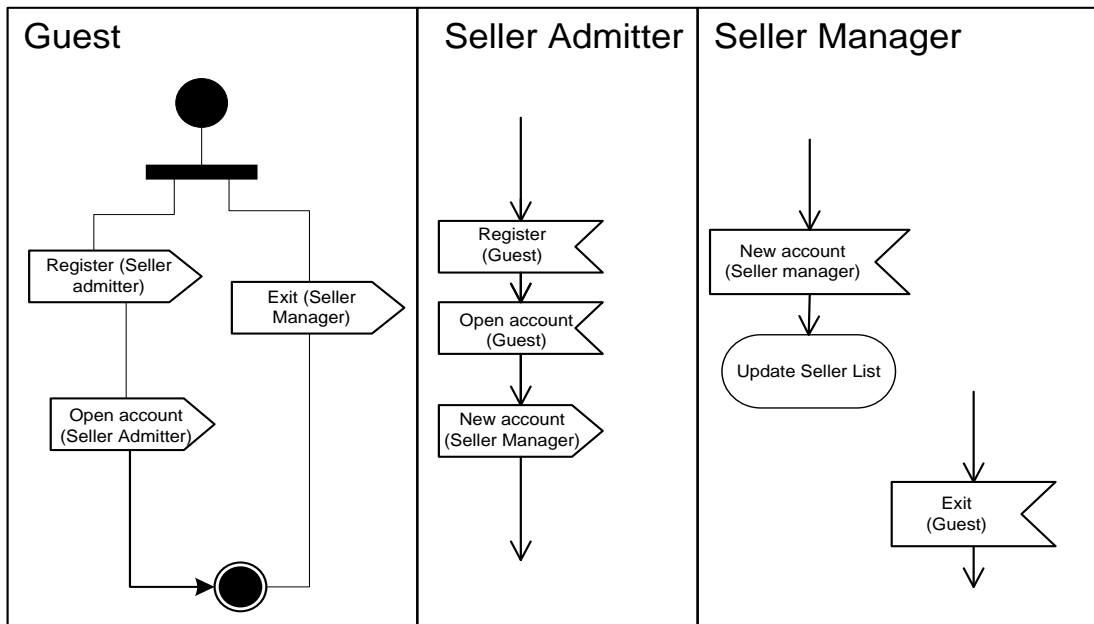 Guest
Seller Admitter
Seller Manager
Register (Seller
admitter)
Exit (Seller
Manager)
Open account
(Seller Admitter)
Register
(Guest)
Open account
(Guest)
New account
(Seller Manager)
New account
(Seller manager)
Update Seller List
Exit
(Guest)